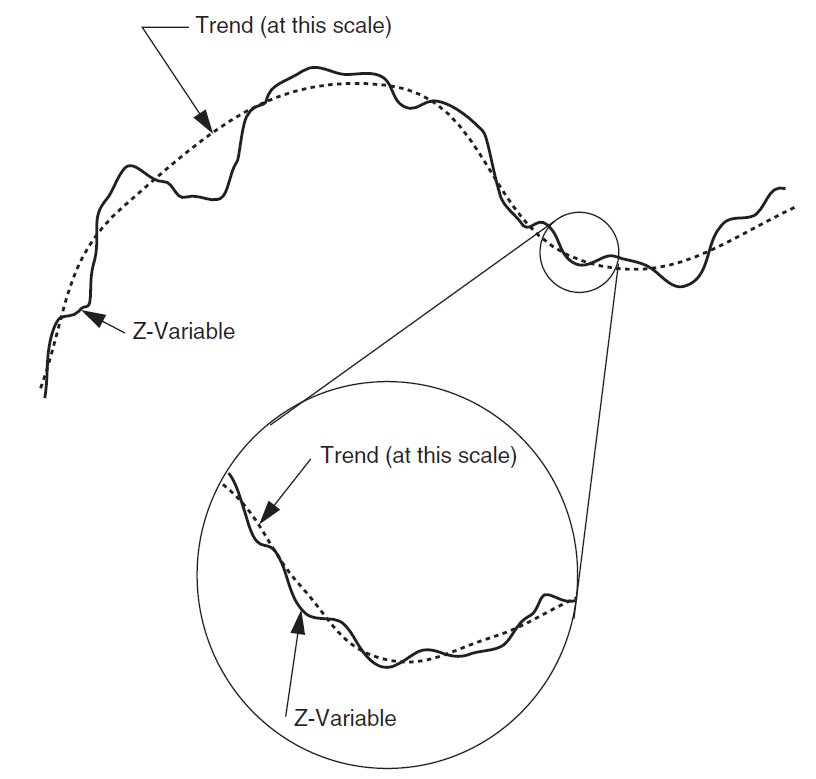 Trend (at this scale)
Z-Variable
Trend (at this scale)
Z-Variable